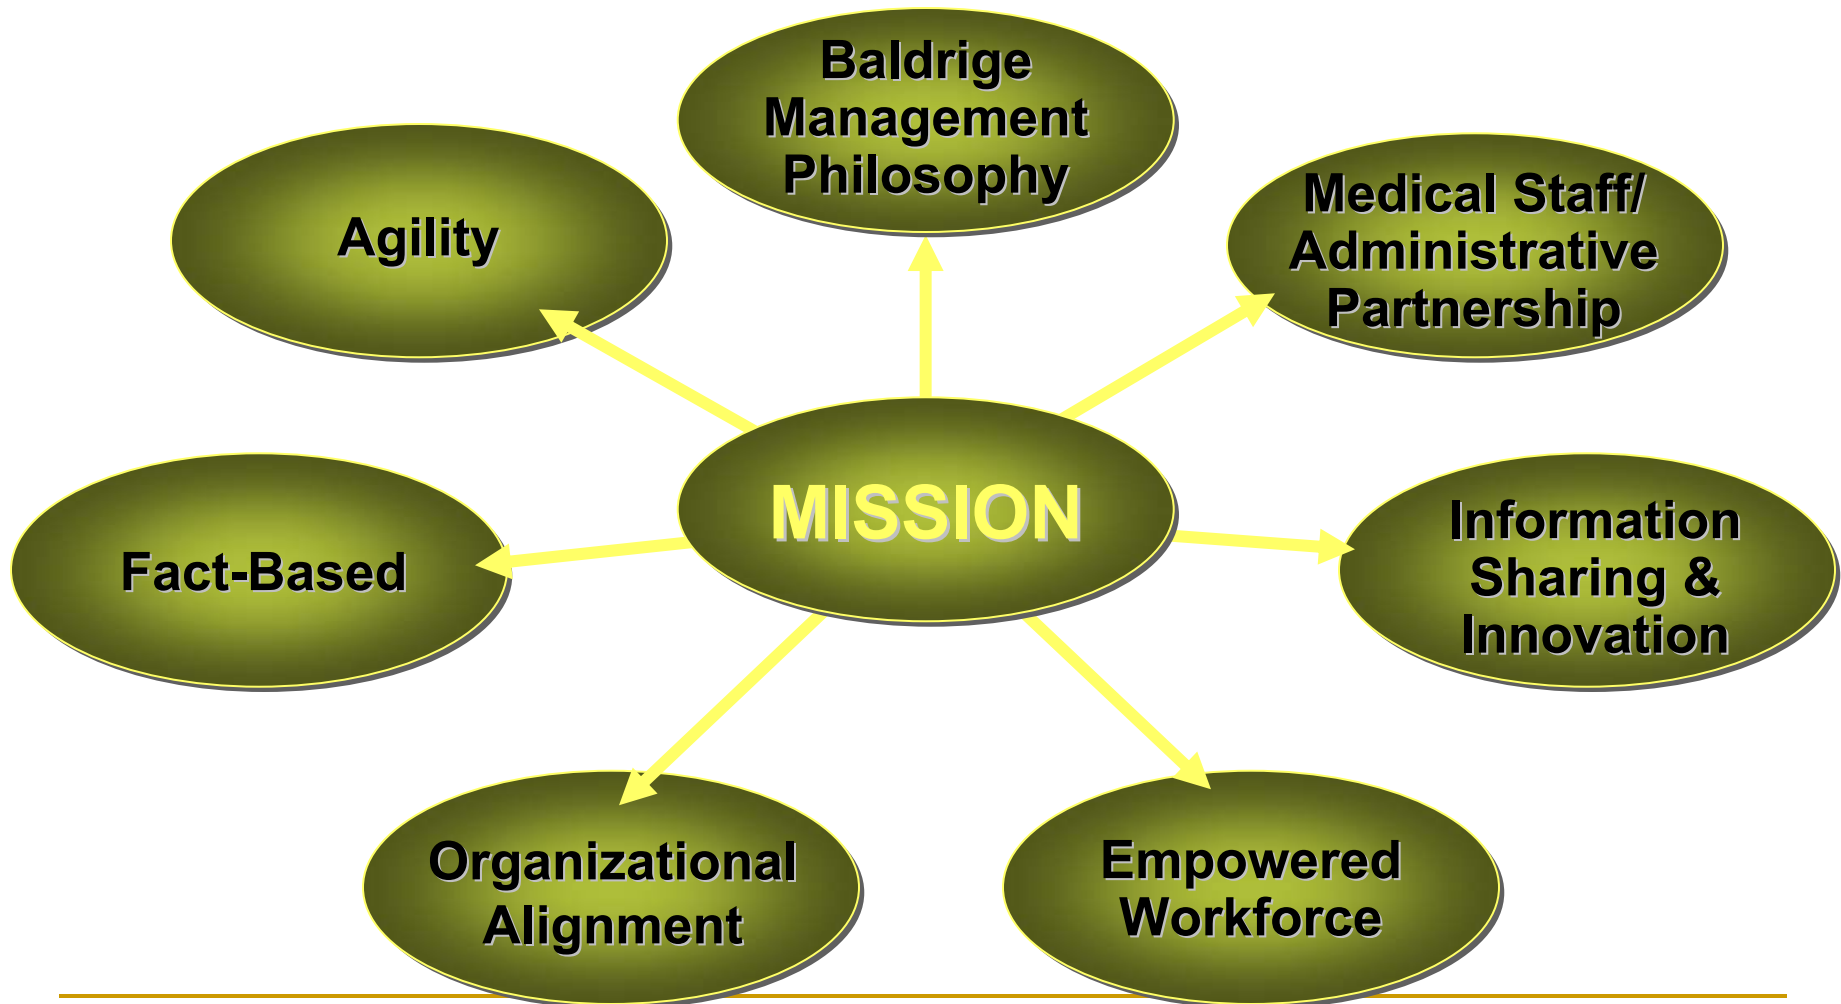 Baldrige
Management
Philosophy
Agility
Medical Staff/
Administrative
Partnership
MISSION
Fact-Based
Information
Sharing &
Innovation
Organizational
Alignment
Empowered
Workforce